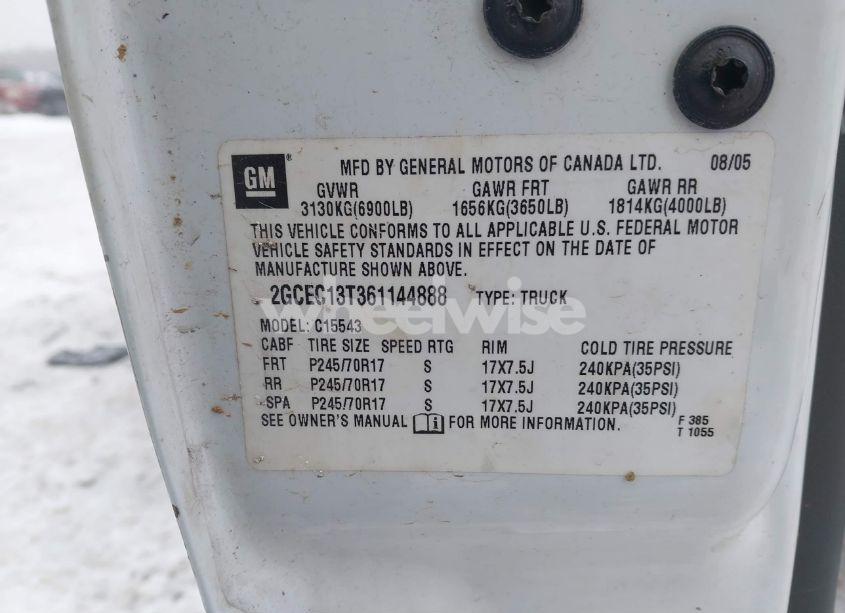 GM ® MFD BY GENERAL MOTORS OF CANADA LTD. 08/05
GVWR GAWR FRT GAWR RR
3130KG(6900LB) 1656KG(3650LB) 1814KG(4000LB)
THIS VEHICLE CONFORMS TO ALL APPLICABLE U.S. FEDERAL MOTOR
VEHICLE SAFETY STANDARDS IN EFFECT ON THE DATE OF
MANUFACTURE SHOWN ABOVE.
2GCEC13T361144888 TYPE: TRUCK
wheelwise
MODEL: C15543
CABF TIRE SIZE SPEED RTG RIM COLD TIRE PRESSURE
FRT P245/70R17 S 17X7.5J 240KPA(35PSI)
RR P245/70R17 S 17X7.5J 240KPA(35PSI)
SPA P245/70R17 S 17X7.5J 240KPA(35PSI)
SEE OWNER'S MANUAL FOR MORE INFORMATION.
F 385
T 1055